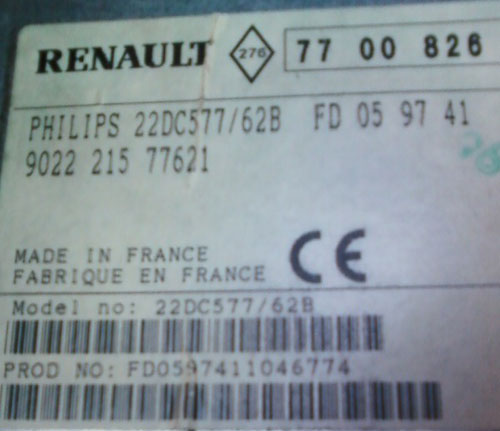 RENAULT 276 77 00 826
PHILIPS 22DC577/62B FD 05 97 41
9022 215 77621
MADE IN FRANCE
FABRIQUE EN FRANCE
CE
Model no: 22DC577/62B
PROD NO: FD0597411046774